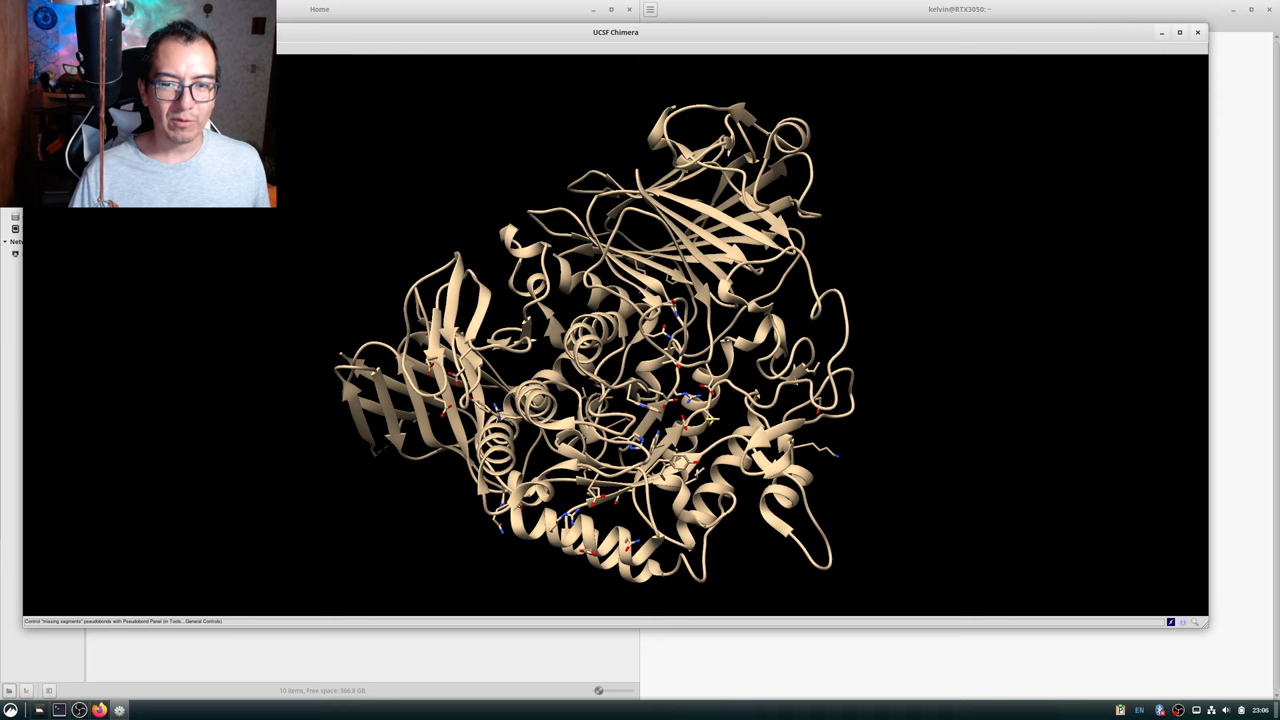 Home
kelvin@RTX3050: ~
UCSF Chimera
Netw
Control "missing segments" pseudobonds with Pseudobond Panel (in Tools...General Controls)
10 items, Free space: 366.8 GB
EN
23:06